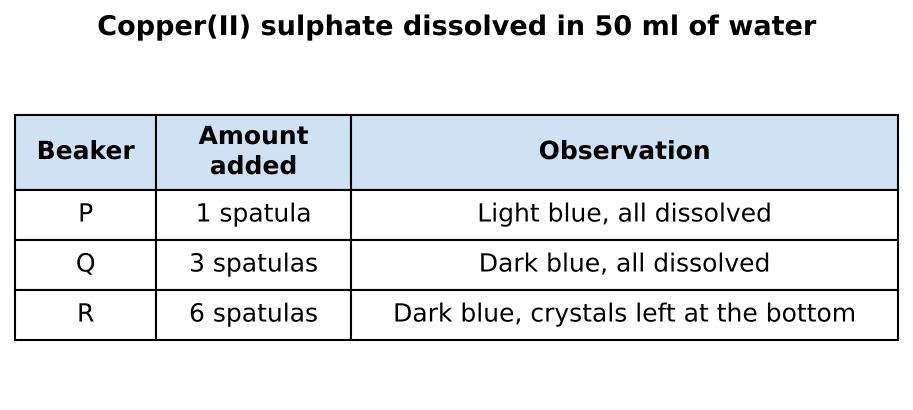 Copper(II) sulphate dissolved in 50 ml of water
Beaker Amount added Observation
P 1 spatula Light blue, all dissolved
Q 3 spatulas Dark blue, all dissolved
R 6 spatulas Dark blue, crystals left at the bottom